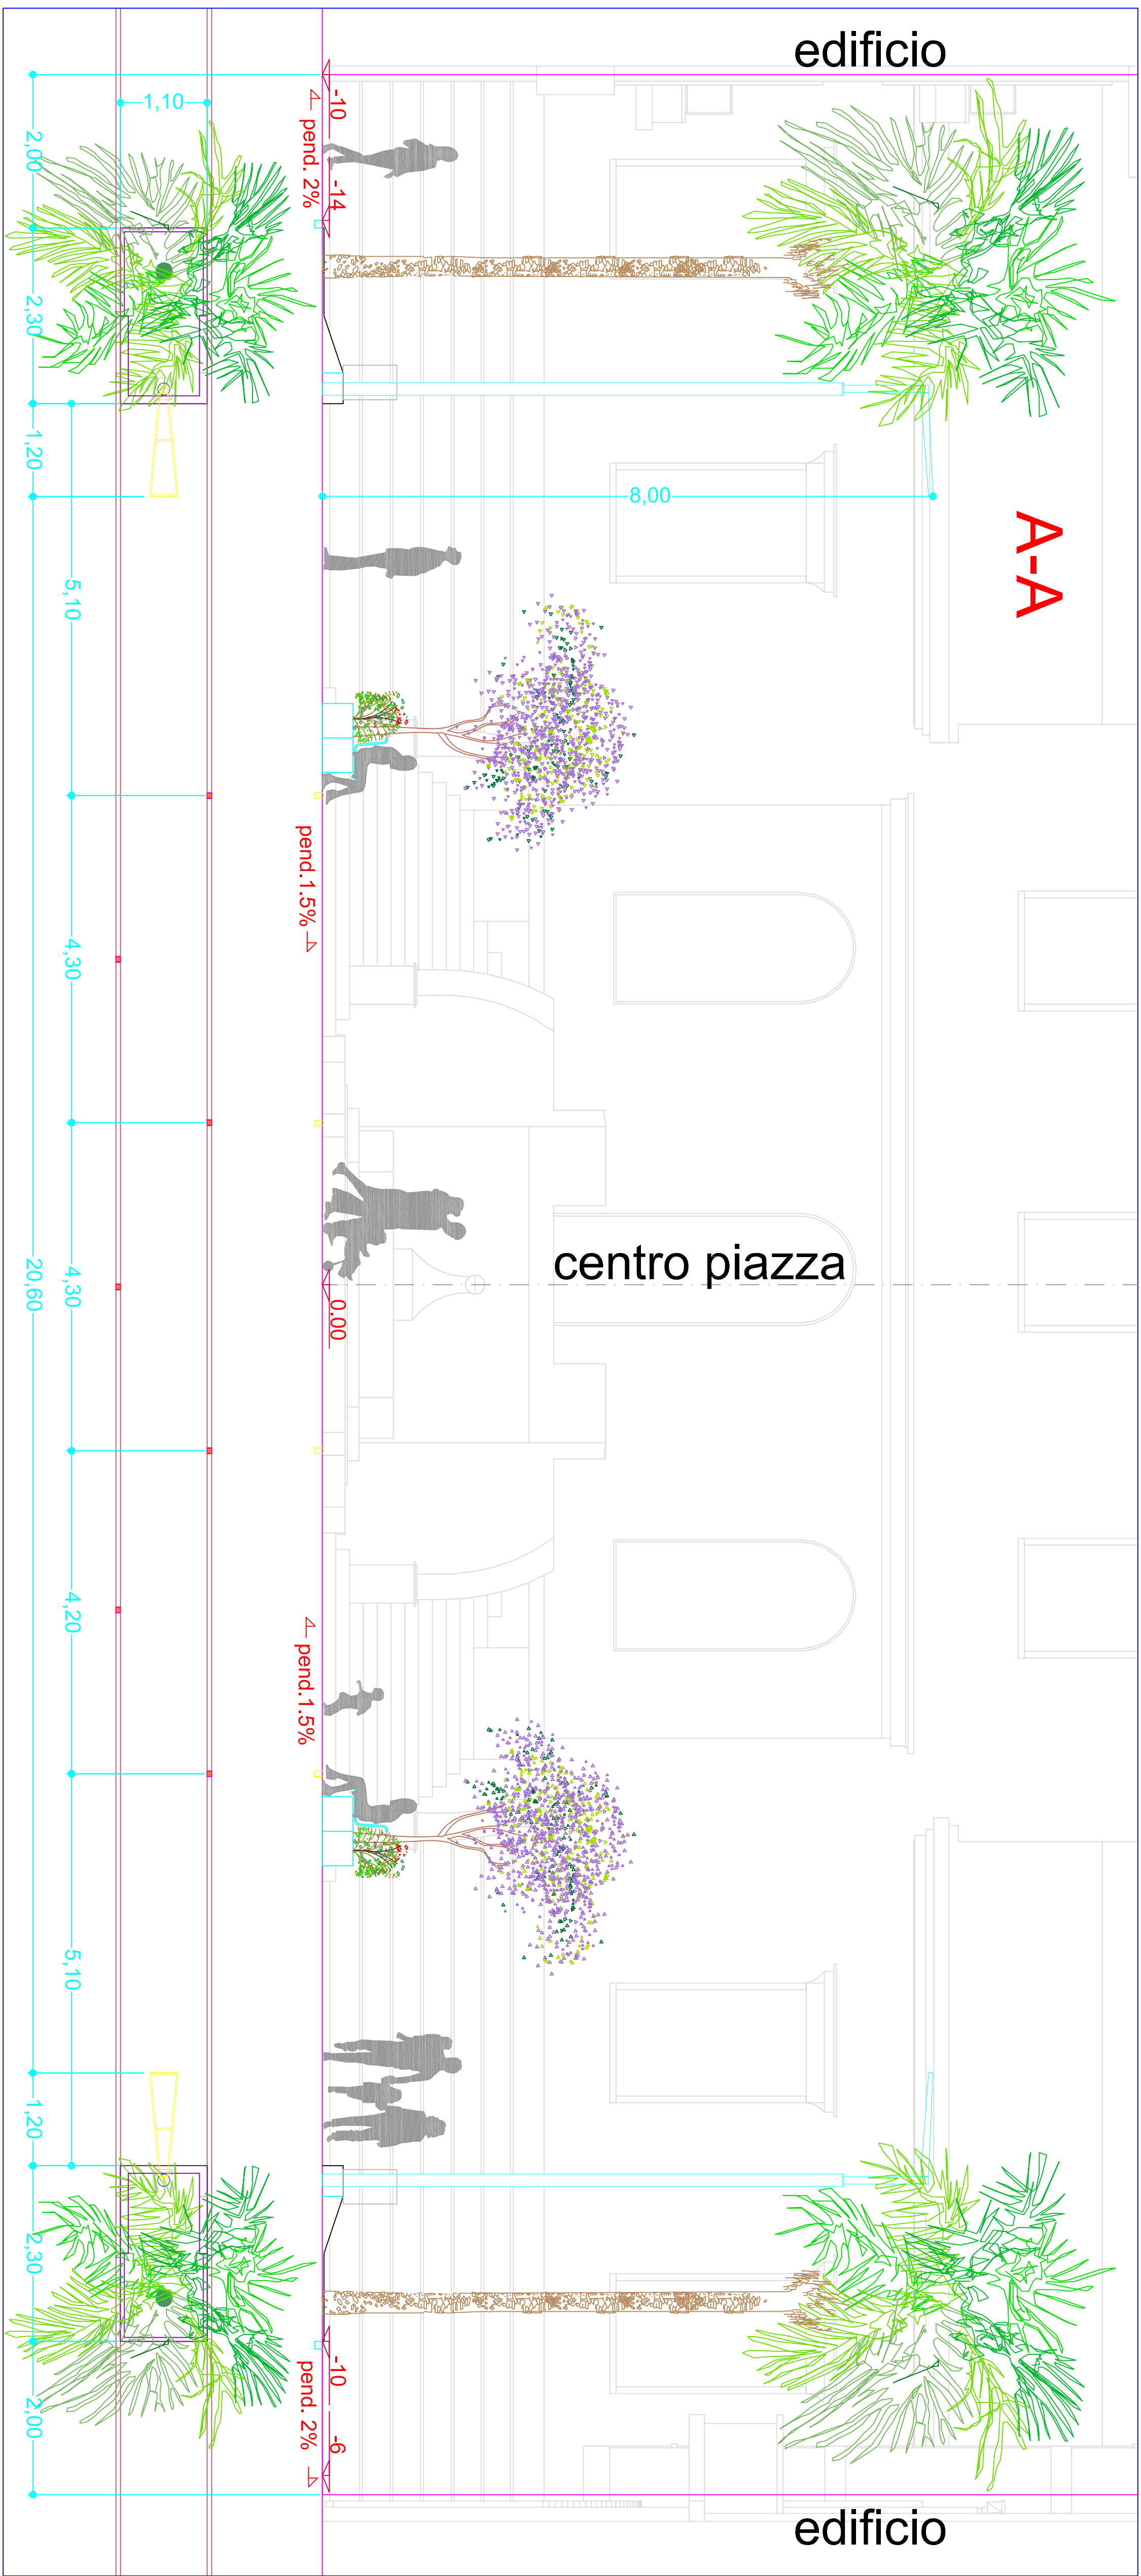 edificio
1,10
-10
pend. 2%
2,00
-14
2,30
1,20
8,00
A-A
5,10
pend.1.5%
4,30
centro piazza
0.00
20,60
4,30
4,20
pend.1.5%
5,10
1,20
2,30
-10
pend. 2%
-6
2,00
edificio